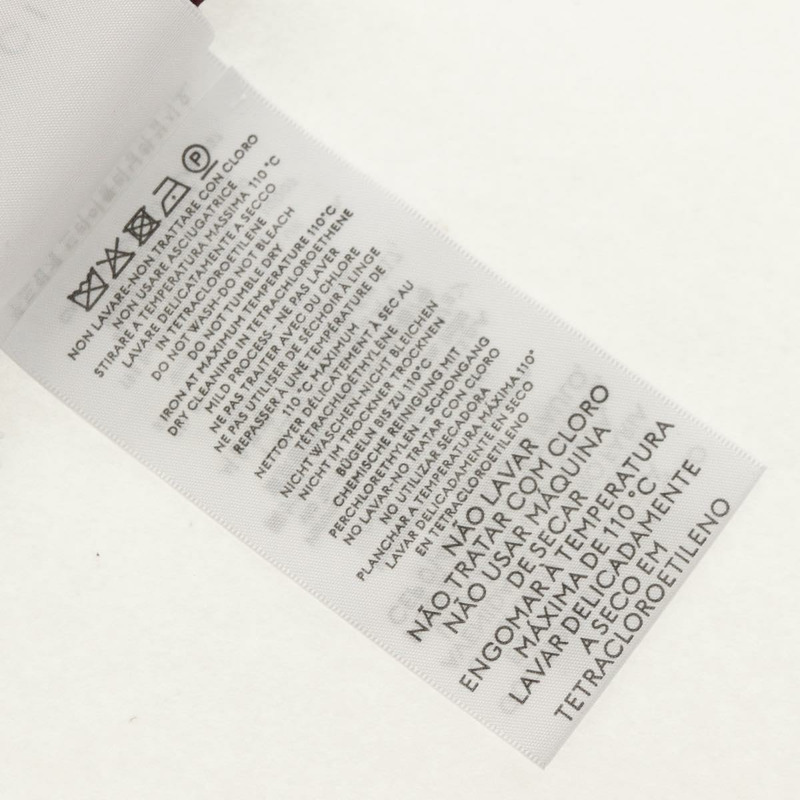 P
NON LAVARE-NON TRATTARE CON CLORO
NON USARE ASCIUGATRICE
STIRARE A TEMPERATURA MASSIMA 110 °C
LAVARE DELICATAMENTE A SECCO
IN TETRACLOROETILENE
DO NOT WASH-DO NOT BLEACH
DO NOT TUMBLE DRY
IRON AT MAXIMUM TEMPERATURE 110°C
DRY CLEANING IN TETRACHLOROETHENE
MILD PROCESS - NE PAS LAVER
NE PAS TRAITER AVEC DU CHLORE
NE PAS UTILISER DE SÉCHOIR À LINGE
REPASSER À UNE TEMPÉRATURE DE
110 °C MAXIMUM
NETTOYER DÉLICATEMENT À SEC AU
TÉTRACHLOÉTHYLÈNE
NICHT WASCHEN-NICHT BLEICHEN
NICHT IM TROCKNER TROCKNEN
BÜGELN BIS ZU 110°C
CHEMISCHE REINIGUNG MIT
PERCHLORETHYLEN, SCHONGANG
NO LAVAR-NO TRATAR CON CLORO
NO UTILIZAR SECADORA
PLANCHAR A TEMPERATURA MÁXIMA 110°
LAVAR DELICADAMENTE EN SECO
EN TETRACLOROETILENO
NÃO LAVAR
NÃO TRATAR COM CLORO
NÃO USAR MÁQUINA
DE SECAR
ENGOMAR À TEMPERATURA
MÁXIMA DE 110 °C
LAVAR DELICADAMENTE
A SECO EM
TETRACLOROETILENO